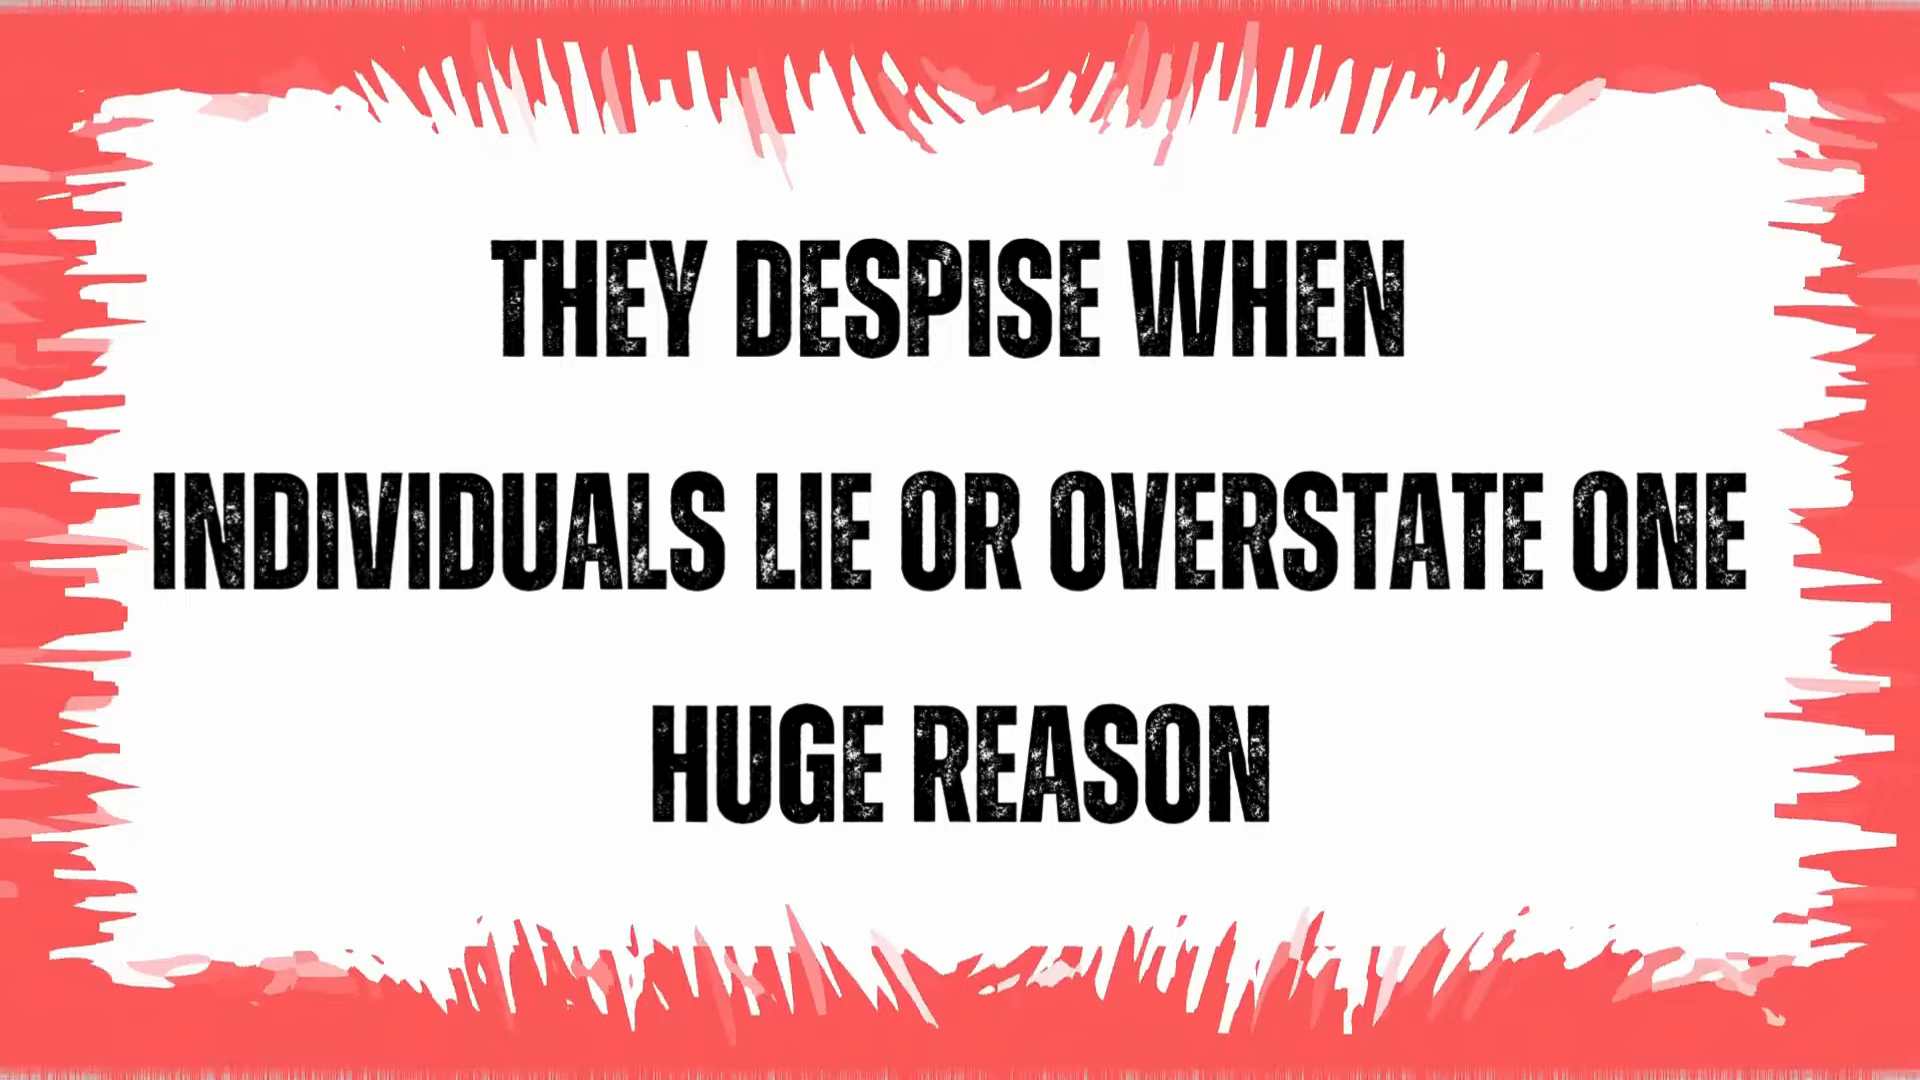 THEY DESPISE WHEN
INDIVIDUALS LIE OR OVERSTATE ONE
HUGE REASON